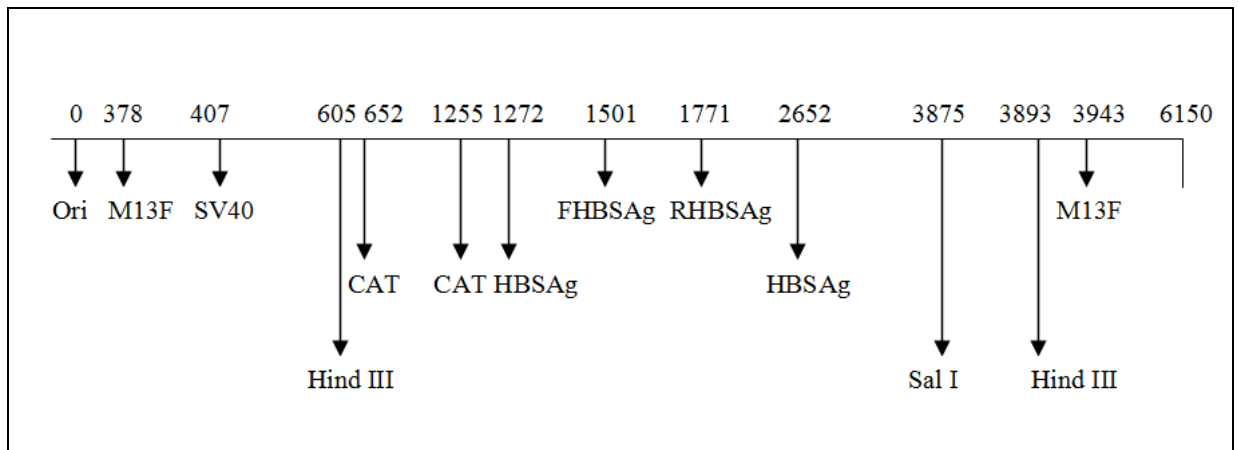 0 378 407 605 652 1255 1272 1501 1771 2652 3875 3893 3943 6150
Ori M13F SV40 FHBSAg RHBSAg M13F
CAT CAT HBSAg HBSAg
Hind III Sal I Hind III